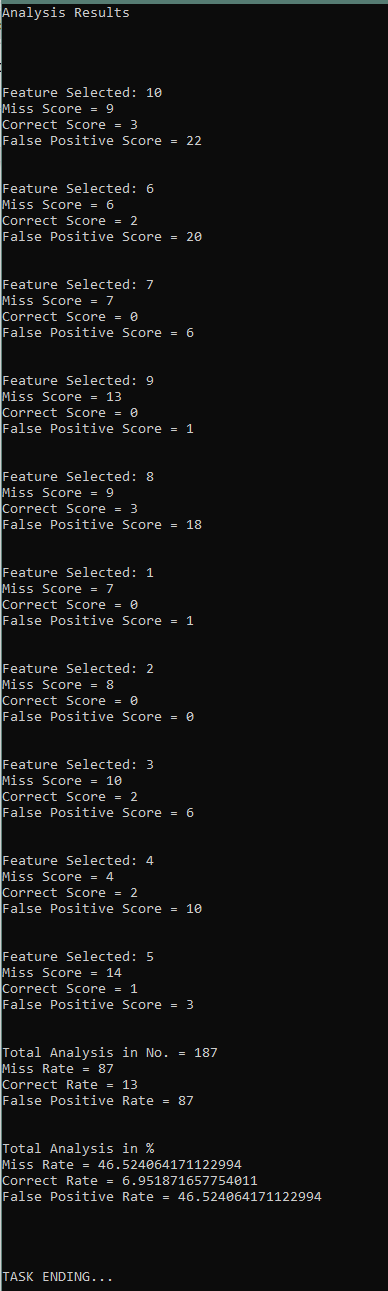 Analysis Results
Feature Selected: 10
Miss Score = 9
Correct Score = 3
False Positive Score = 22
Feature Selected: 6
Miss Score = 6
Correct Score = 2
False Positive Score = 20
Feature Selected: 7
Miss Score = 7
Correct Score = 0
False Positive Score = 6
Feature Selected: 9
Miss Score = 13
Correct Score = 0
False Positive Score = 1
Feature Selected: 8
Miss Score = 9
Correct Score = 3
False Positive Score = 18
Feature Selected: 1
Miss Score = 7
Correct Score = 0
False Positive Score = 1
Feature Selected: 2
Miss Score = 8
Correct Score = 0
False Positive Score = 0
Feature Selected: 3
Miss Score = 10
Correct Score = 2
False Positive Score = 6
Feature Selected: 4
Miss Score = 4
Correct Score = 2
False Positive Score = 10
Feature Selected: 5
Miss Score = 14
Correct Score = 1
False Positive Score = 3
Total Analysis in No. = 187
Miss Rate = 87
Correct Rate = 13
False Positive Rate = 87
Total Analysis in %
Miss Rate = 46.524064171122994
Correct Rate = 6.951871657754011
False Positive Rate = 46.524064171122994
TASK ENDING...